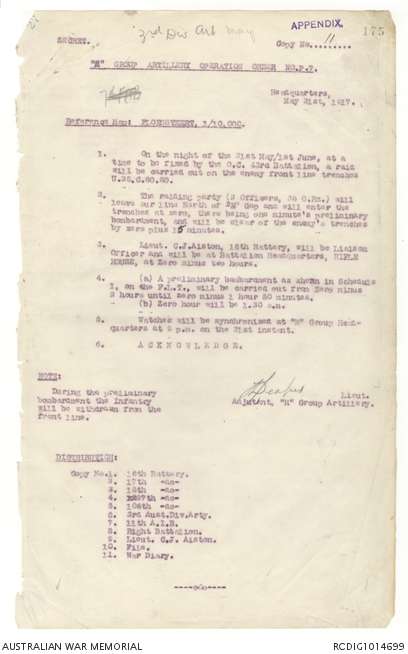 3rd Div Art May
APPENDIX.
175
SECRET.
Copy No. 11
"R" GROUP ARTILLERY OPERATION ORDER NO.P.7.
Headquarters,
May 31st, 1917.
Reference Map: PLOEGSTEERT, 1/10,000.
1. On the night of the 31st May/1st June, at a
time to be fixed by the O.C. 43rd Battalion, a raid
will be carried out on the enemy front line trenches
2. The raiding party (2 Officers, O.Rs.) will
leave our line North of Gap and will enter the
trenches at zero, there being one minute's preliminary
bombardment, and will be clear of the enemy's trenches
by zero plus 15 minutes.
3. Lieut. C.J.Alston, 16th Battery, will be Liaison
Officer and will be at Battalion Headquarters, RIFLE
HOUSE, at Zero minus two hours.
4. (a) A preliminary bombardment as shown in Schedule
1, on the will be carried out from Zero minus
2 hours until Zero minus 1 hour 50 minutes.
(b) Zero hour will be 1.30 a.m.
5. Watches will be synchronised at "R" Group Head-
quarters at p.m. on the 31st instant.
6. A C K N O W L E D G E.
NOTE:
During the preliminary
bombardment the Infantry
will be withdrawn from the
front line.
Lieut.
Adjutant, "R" Group Artillery.
DISTRIBUTION:
Copy No.1. 16th Battery.
2. 17th -do-
3. -do-
4. -do-
5. -do-
6. 3rd Aust.Div.Arty.
7. 11th A.I.B.
8. Right Battalion.
9. Lieut. C.J. Alston.
10. File.
11. War Diary.
AUSTRALIAN WAR MEMORIAL
RCDIG1014699